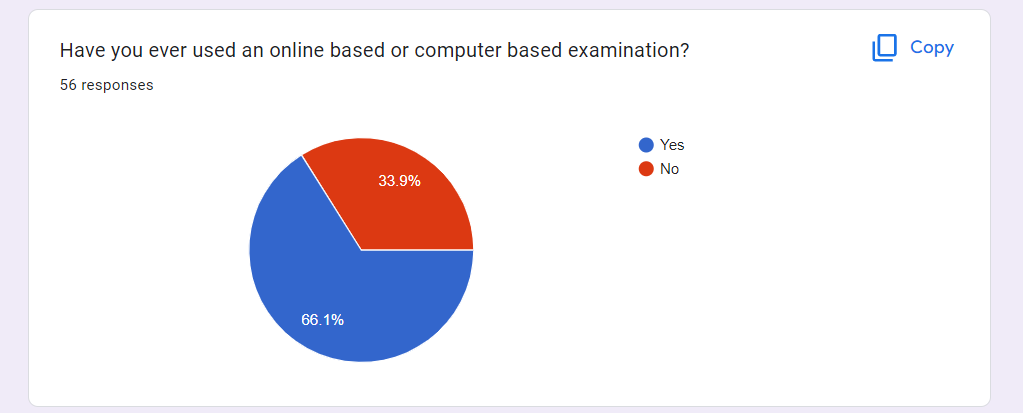 Have you ever used an online based or computer based examination?
Copy
56 responses
Yes
No
33.9%
66.1%